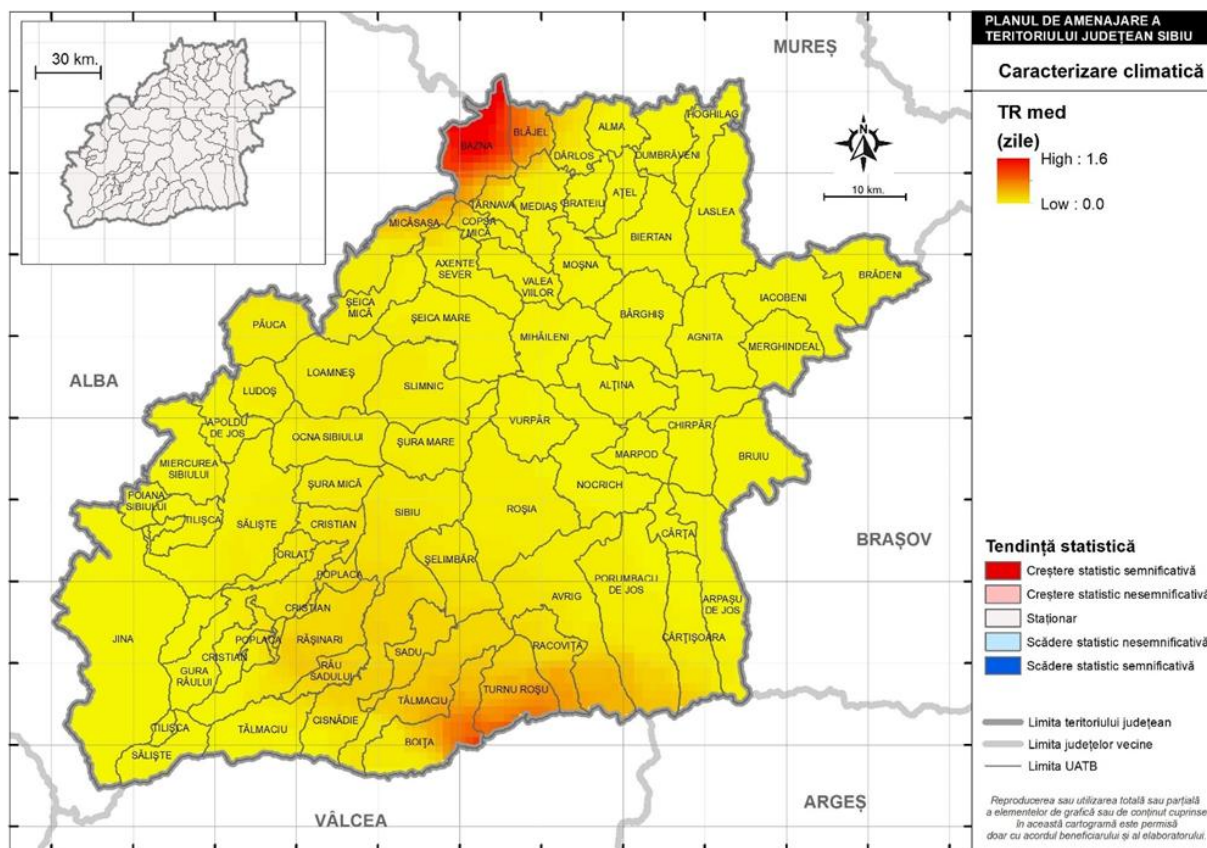 30 km.
MUREȘ
ALBA
BRAȘOV
ARGEȘ
VÂLCEA
N
10 km.
HOGHILAG
ALMA
BLĂJEL
BAZNA
DÂRLOS
DUMBRĂVENI
TÂRNAVA
MEDIAȘ
BRATEIU
AȚEL
LASLEA
MICĂSASA
COPȘA
MICĂ
BIERTAN
AXENTE
SEVER
MOȘNA
VALEA
VIILOR
BRĂDENI
IACOBENI
ȘEICA
MICĂ
ȘEICA MARE
BÂRGHIȘ
PĂUCA
MIHĂILENI
AGNITA
MERGHINDEAL
LOAMNEȘ
SLIMNIC
ALȚINA
LUDOȘ
APOLDU
DE JOS
VURPĂR
CHIRPĂR
OCNA SIBIULUI
ȘURA MARE
MARPOD
BRUIU
MIERCUREA
SIBIULUI
ȘURA MICĂ
NOCRICH
POIANA
SIBIULUI
TILIȘCA
SĂLIȘTE
CRISTIAN
SIBIU
ROȘIA
CÂRȚA
ORLAT
ȘELIMBĂR
POPLACA
PORUMBACU
DE JOS
AVRIG
ARPAȘU
DE JOS
CRISTIAN
JINA
POPLACA
RĂȘINARI
RACOVIȚA
CÂRȚIȘOARA
CRISTIAN
SADU
GURA
RÂULUI
RÂU
SADULUI
TURNU ROȘU
TĂLMACIU
TILIȘCA
TĂLMACIU
CISNĂDIE
BOIȚA
SĂLIȘTE
PLANUL DE AMENAJARE A
TERITORIULUI JUDEȚEAN SIBIU
Caracterizare climatică
TR med
(zile)
High : 1.6
Low : 0.0
Tendință statistică
Creștere statistic semnificativă
Creștere statistic nesemnificativă
Staționar
Scădere statistic nesemnificativă
Scădere statistic semnificativă
Limita teritoriului județean
Limita județelor vecine
Limita UATB
Reproducerea sau utilizarea totală sau parțială
a elementelor de grafică sau de conținut cuprinse
în această cartogramă este permisă
doar cu acordul beneficiarului și al elaboratorului.